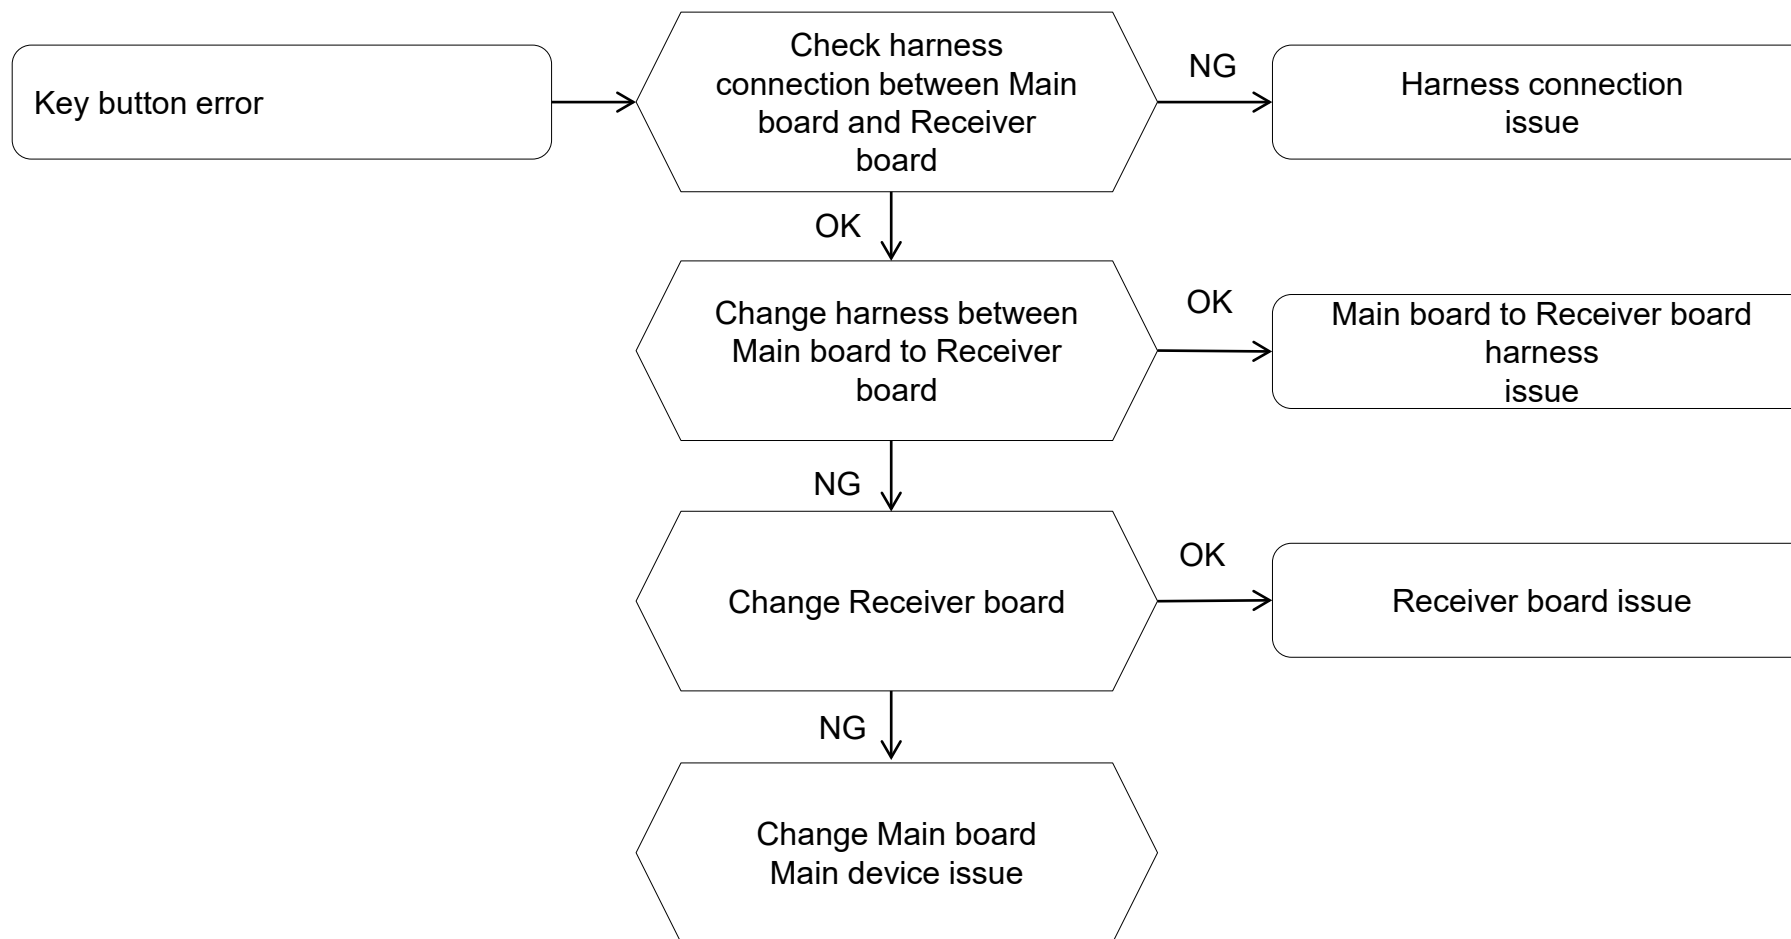 Key button error
Check harness
connection between Main
board and Receiver
board
NG
Harness connection
issue
OK
Change harness between
Main board to Receiver
board
OK
Main board to Receiver board
harness
issue
NG
Change Receiver board
OK
Receiver board issue
NG
Change Main board
Main device issue